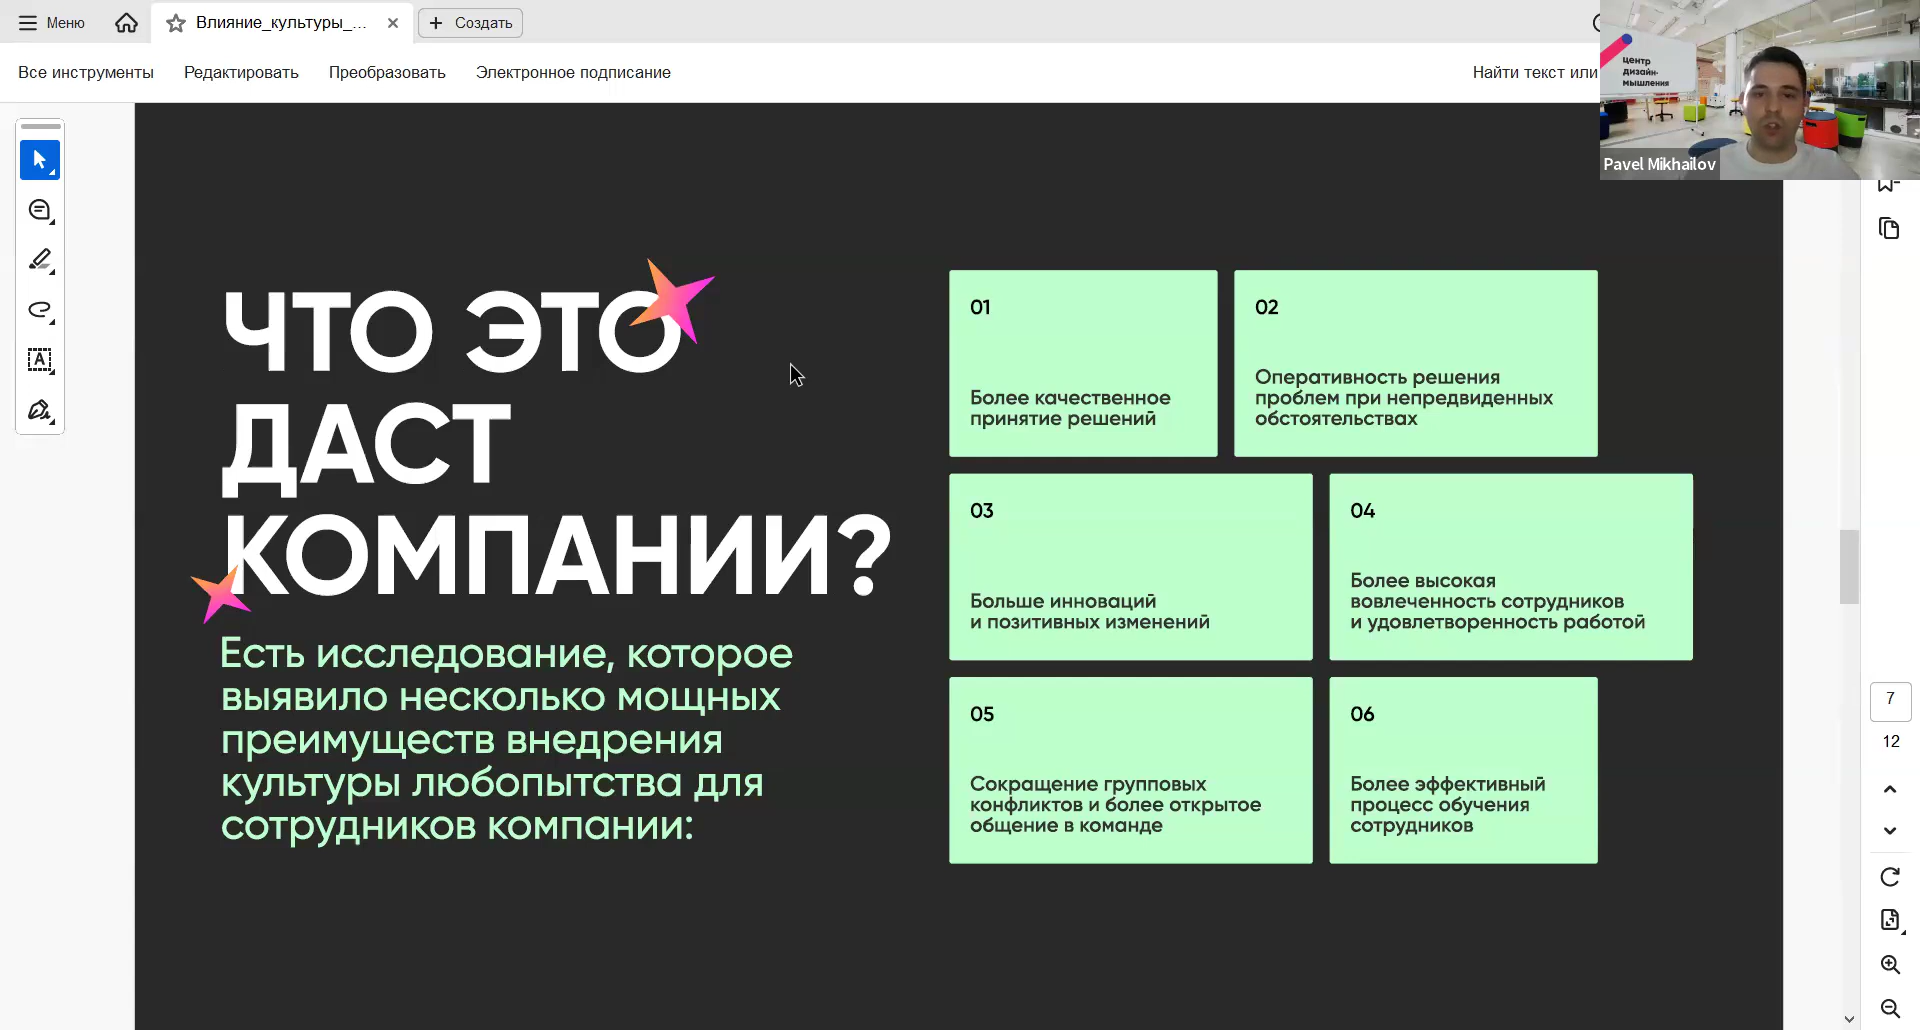 Меню
Влияние_культуры_...
Создать
Все инструменты
Редактировать
Преобразовать
Электронное подписание
Найти текст или
центр
дизайн-
мышления
Pavel Mikhailov
ЧТО ЭТО
ДАСТ
КОМПАНИИ?
Есть исследование, которое
выявило несколько мощных
преимуществ внедрения
культуры любопытства для
сотрудников компании:
01
Более качественное
принятие решений
02
Оперативность решения
проблем при непредвиденных
обстоятельствах
03
Больше инноваций
и позитивных изменений
04
Более высокая
вовлеченность сотрудников
и удовлетворенность работой
05
Сокращение групповых
конфликтов и более открытое
общение в команде
06
Более эффективный
процесс обучения
сотрудников
7
12